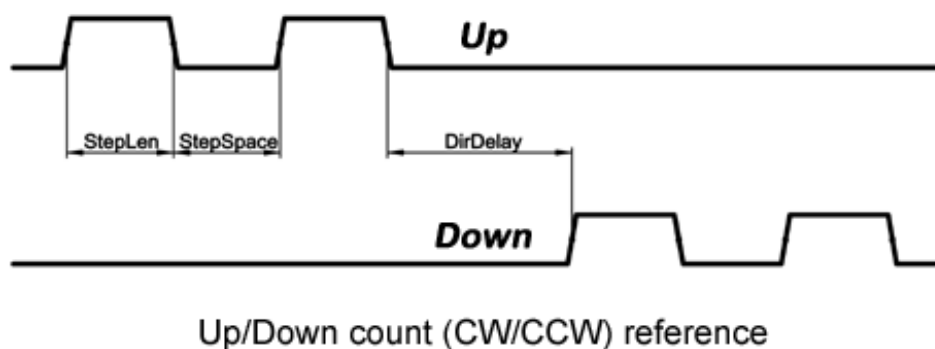 Up
StepLen StepSpace DirDelay
Down
Up/Down count (CW/CCW) reference